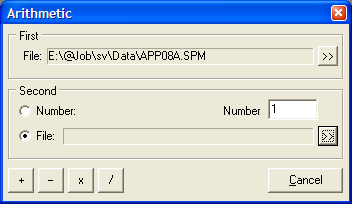 Arithmetic
First
File: E:\@Job\sv\Data\APP08A.SPM >>
Second
Number: Number 1
File: >>
+ - x / Cancel